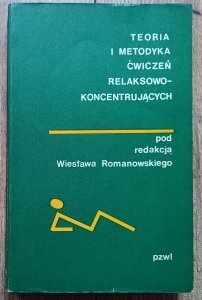 TEORIA
I METODYKA
ĆWICZEŃ
RELAKSOWO-
KONCENTRUJĄCYCH
pod
redakcją
Wiesława Romanowskiego
pzwl